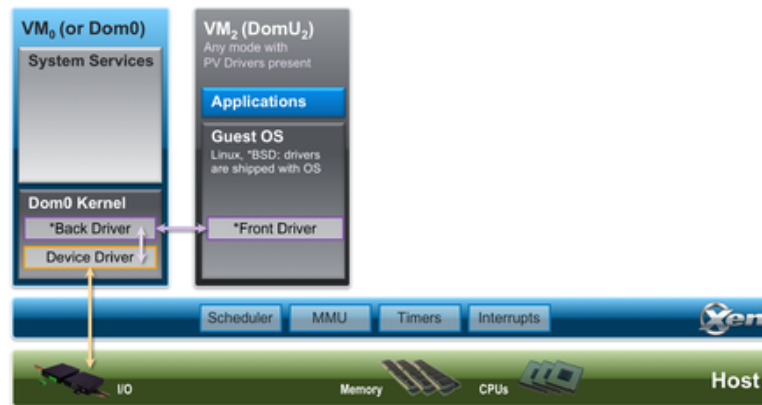 VM₀ (or Dom0)
System Services
Dom0 Kernel
*Back Driver
Device Driver
VM₂ (DomU₂)
Any mode with
PV Drivers present
Applications
Guest OS
Linux, *BSD: drivers
are shipped with OS
*Front Driver
Scheduler
MMU
Timers
Interrupts
Xen
I/O
Memory
CPUs
Host